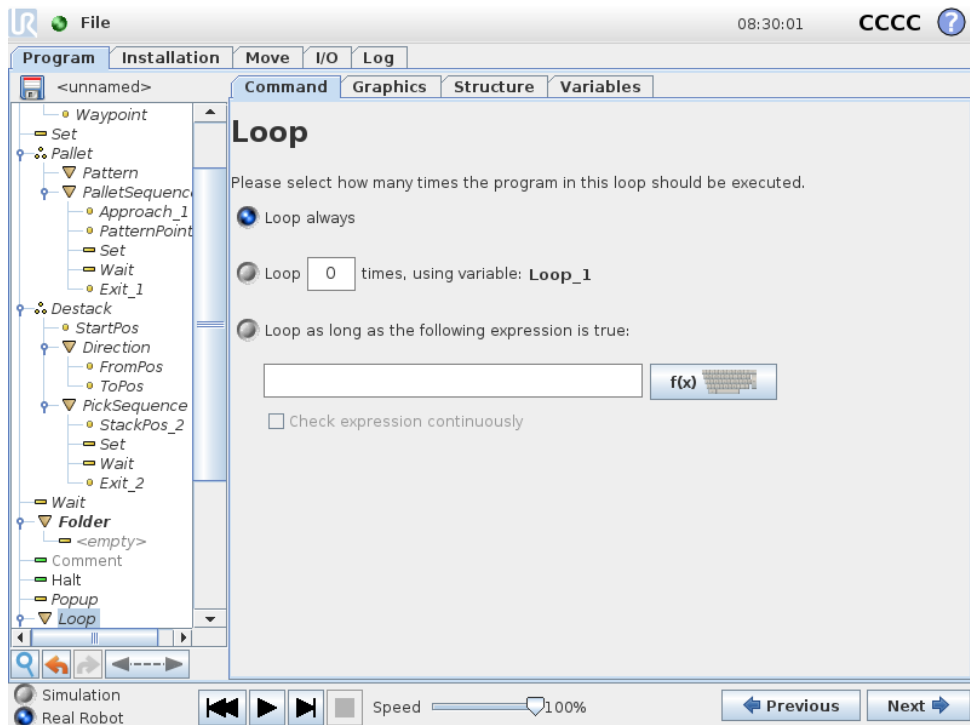 UR File 08:30:01 CCCC ?
Program Installation Move I/O Log
<unnamed> Command Graphics Structure Variables
Waypoint
Set
Pallet
Pattern
PalletSequenc
Approach_1
PatternPoint
Set
Wait
Exit_1
Destack
StartPos
Direction
FromPos
ToPos
PickSequence
StackPos_2
Set
Wait
Exit_2
Wait
Folder
<empty>
Comment
Halt
Popup
Loop
Loop
Please select how many times the program in this loop should be executed.
Loop always
Loop 0 times, using variable: Loop_1
Loop as long as the following expression is true:
f(x)
Check expression continuously
Simulation
Real Robot
Speed 100%
Previous Next